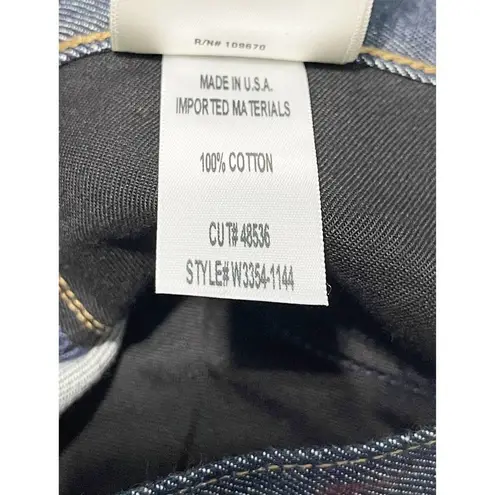 R/N# 109670
MADE IN U.S.A.
IMPORTED MATERIALS
100% COTTON
CUT# 48536
STYLE# W3354-1144